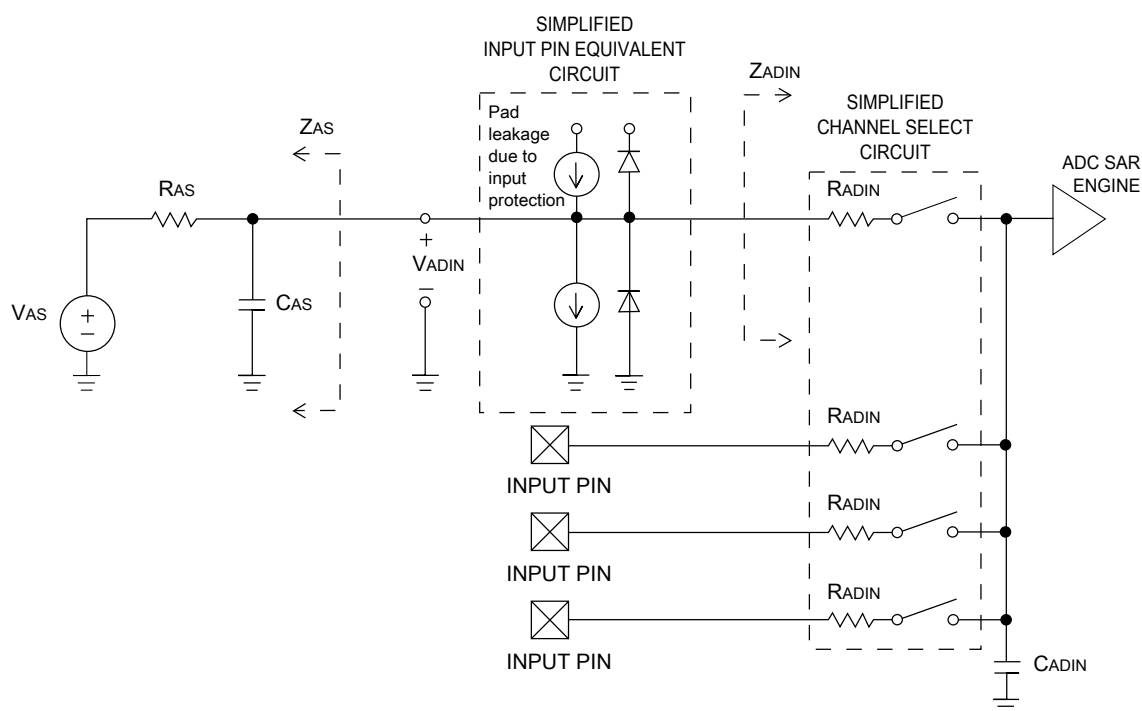 SIMPLIFIED
INPUT PIN EQUIVALENT
CIRCUIT
ZADIN
SIMPLIFIED
CHANNEL SELECT
CIRCUIT
ZAS
Pad
leakage
due to
input
protection
ADC SAR
ENGINE
RAS
RADIN
+
VADIN
−
VAS
+
−
CAS
RADIN
INPUT PIN
RADIN
INPUT PIN
RADIN
INPUT PIN
CADIN